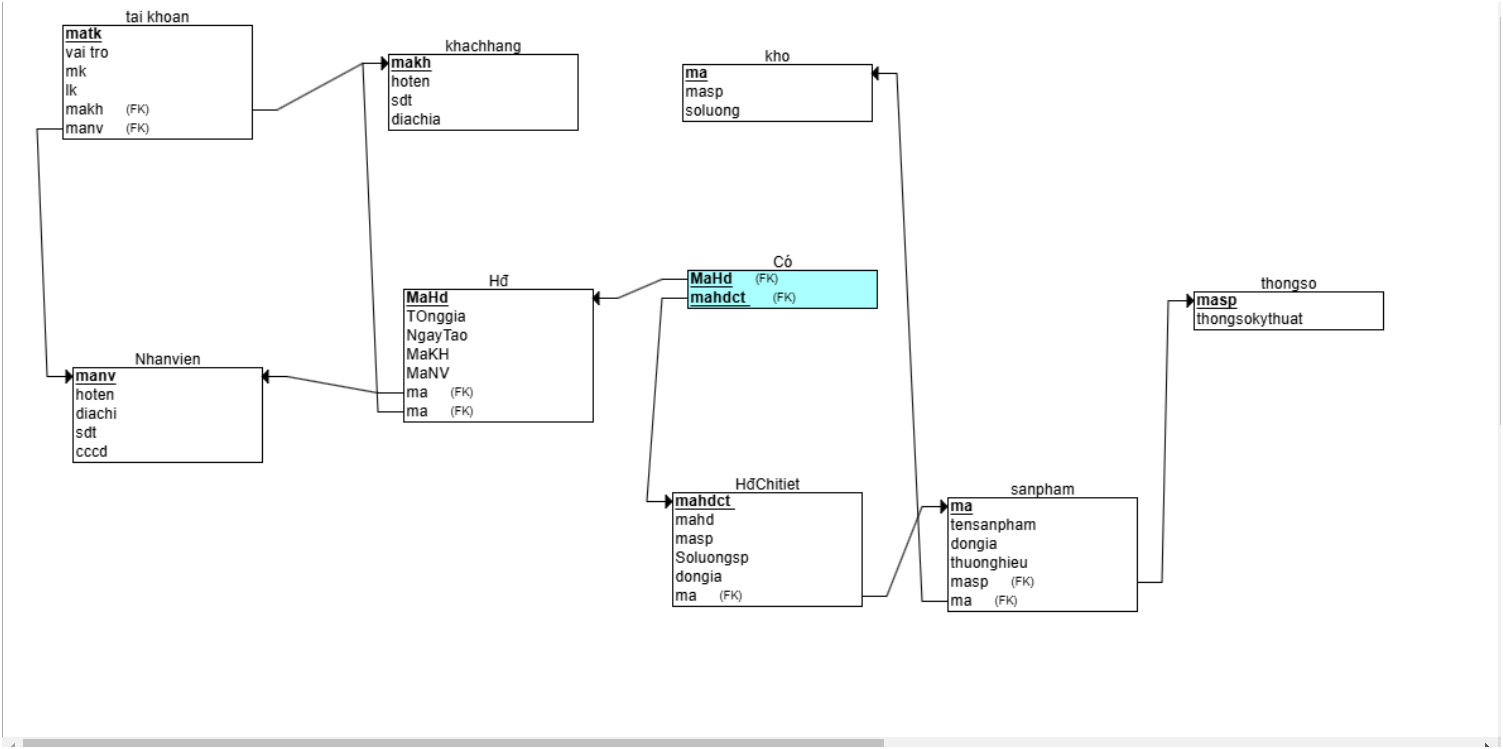 tai khoan
matk
vai tro
mk
lk
makh (FK)
manv (FK)
khachhang
makh
hoten
sdt
diachia
kho
ma
masp
soluong
Có
MaHd (FK)
mahdct (FK)
Hđ
MaHd
TOnggia
NgayTao
MaKH
MaNV
ma (FK)
ma (FK)
thongso
masp
thongsokythuat
Nhanvien
manv
hoten
diachi
sdt
cccd
HđChitiet
mahdct
mahd
masp
Soluongsp
dongia
ma (FK)
sanpham
ma
tensanpham
dongia
thuonghieu
masp (FK)
ma (FK)